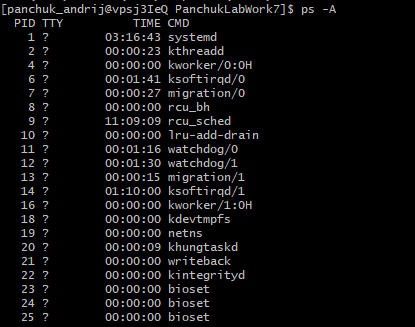 [panchuk_andrij@vpsj3IeQ PanchukLabWork7]$ ps -A
PID TTY TIME CMD
1 ? 03:16:43 systemd
2 ? 00:00:23 kthreadd
4 ? 00:00:00 kworker/0:0H
6 ? 00:01:41 ksoftirqd/0
7 ? 00:00:27 migration/0
8 ? 00:00:00 rcu_bh
9 ? 11:09:09 rcu_sched
10 ? 00:00:00 lru-add-drain
11 ? 00:01:16 watchdog/0
12 ? 00:01:30 watchdog/1
13 ? 00:00:15 migration/1
14 ? 01:10:00 ksoftirqd/1
16 ? 00:00:00 kworker/1:0H
18 ? 00:00:00 kdevtmpfs
19 ? 00:00:00 netns
20 ? 00:00:09 khungtaskd
21 ? 00:00:00 writeback
22 ? 00:00:00 kintegrityd
23 ? 00:00:00 bioset
24 ? 00:00:00 bioset
25 ? 00:00:00 bioset